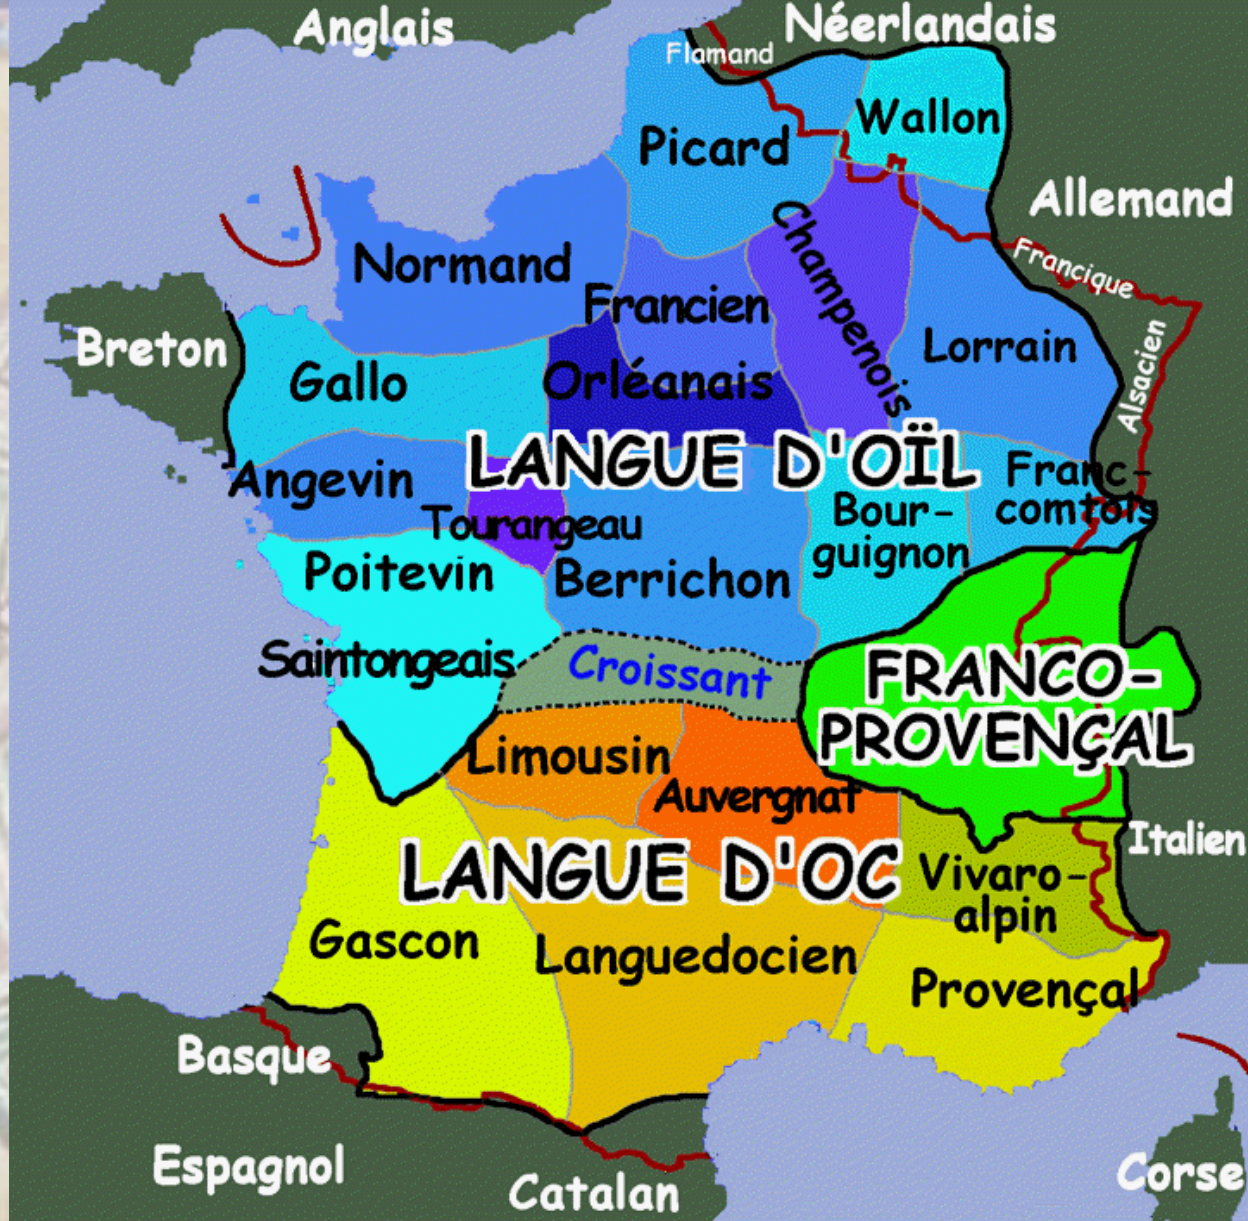 Anglais
Néerlandais
Flamand
Wallon
Picard
Allemand
Champenois
Francique
Normand
Francien
Breton
Lorrain
Alsacien
Gallo
Orléanais
LANGUE D'OÏL
Angevin
Franc-
comtois
Tourangeau
Bour-
guignon
Poitevin
Berrichon
Saintongeais
Croissant
FRANCO-
PROVENÇAL
Limousin
Auvergnat
Italien
LANGUE D'OC
Vivaro-
alpin
Gascon
Languedocien
Provençal
Basque
Espagnol
Catalan
Corse